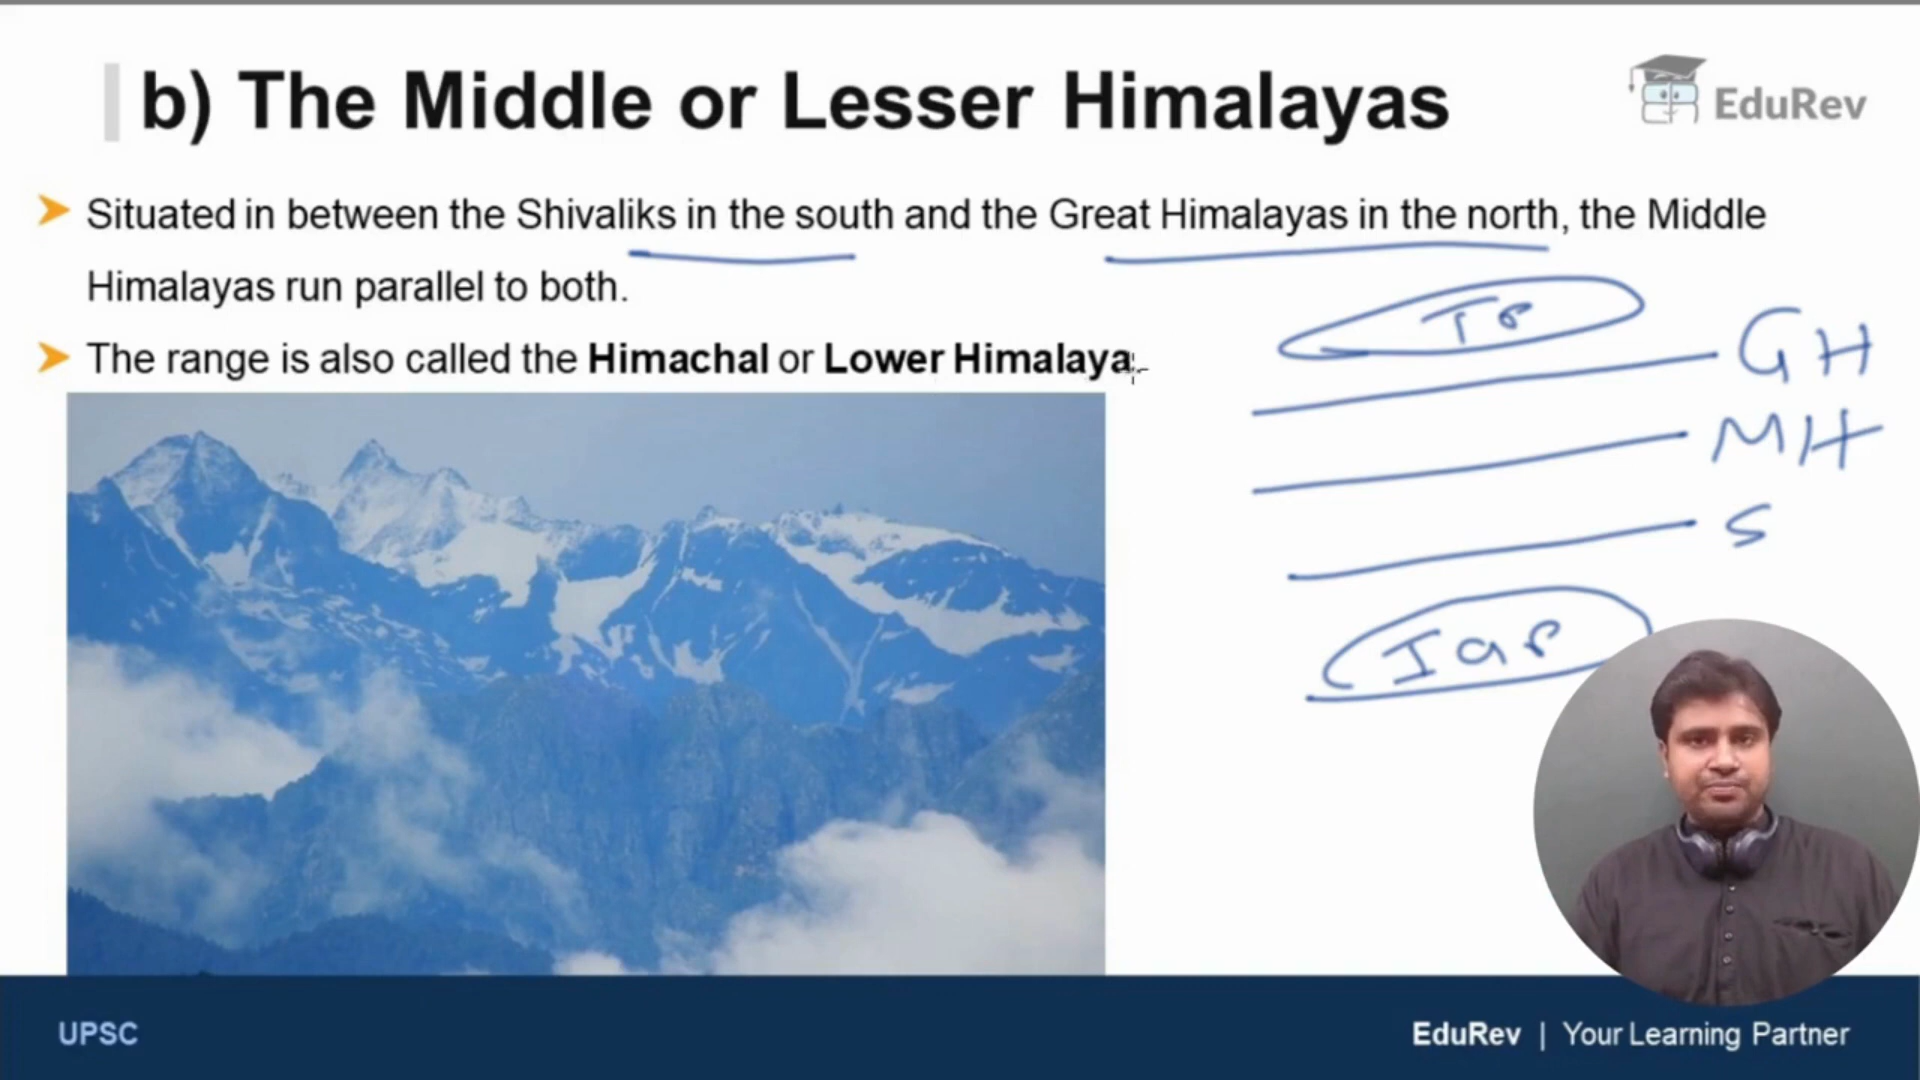 b) The Middle or Lesser Himalayas
EduRev
Situated in between the Shivaliks in the south and the Great Himalayas in the north, the Middle
Himalayas run parallel to both.
The range is also called the Himachal or Lower Himalaya.
GH
MH
S
UPSC
EduRev | Your Learning Partner